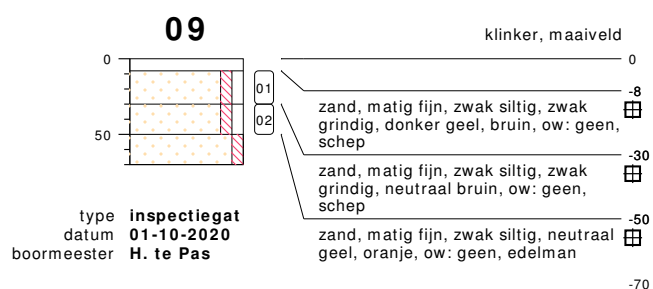 09
klinker, maaiveld
0
0
-8
01
zand, matig fijn, zwak siltig, zwak
grindig, donker geel, bruin, ow: geen,
schep
02
50
-30
zand, matig fijn, zwak siltig, zwak
grindig, neutraal bruin, ow: geen,
schep
-50
zand, matig fijn, zwak siltig, neutraal
geel, oranje, ow: geen, edelman
-70
type inspectiegat
datum 01-10-2020
boormeester H. te Pas